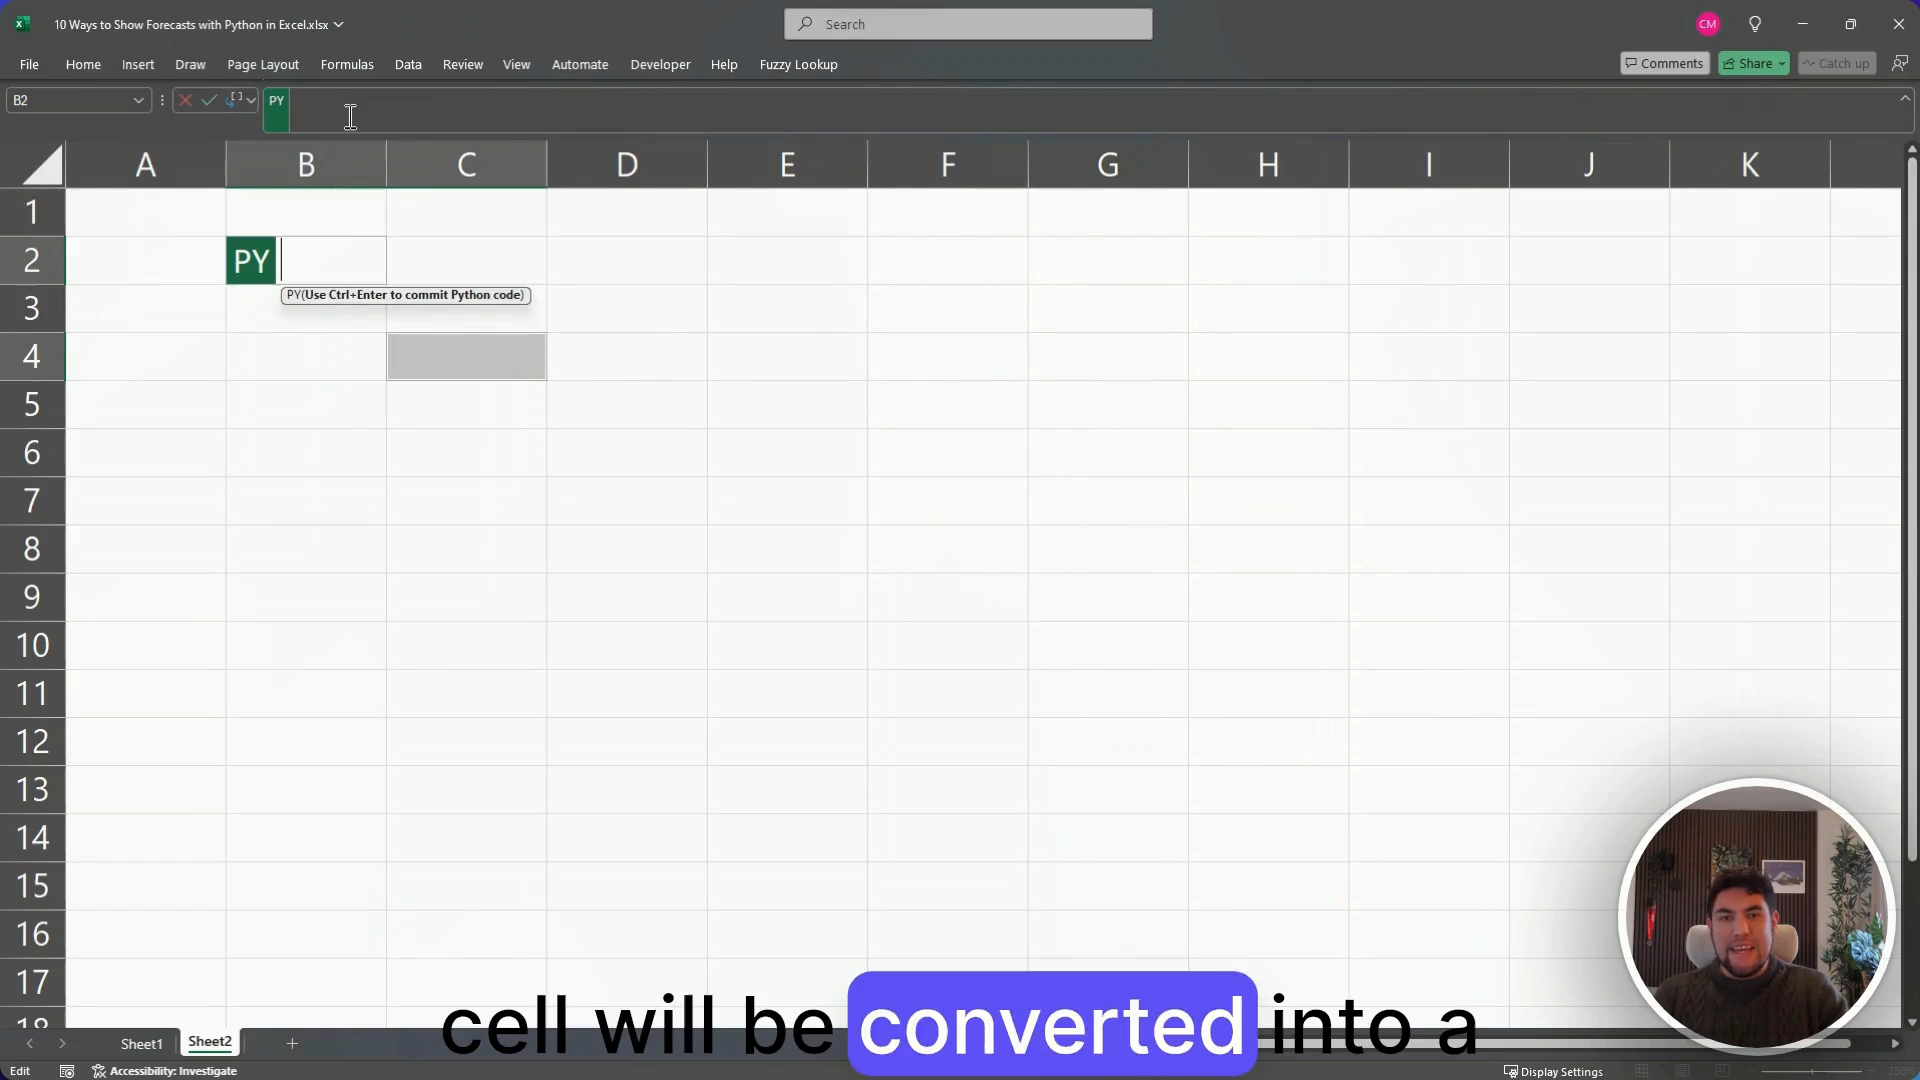 10 Ways to Show Forecasts with Python in Excel.xlsx
Search
CM
File Home Insert Draw Page Layout Formulas Data Review View Automate Developer Help Fuzzy Lookup
Comments Share Catch up
B2 PY
A B C D E F G H I J K
1
2 PY
PY(Use Ctrl+Enter to commit Python code)
3
4
5
6
7
8
9
10
11
12
13
14
15
16
17
18
cell will be converted into a
Sheet1 Sheet2
Edit Accessibility: Investigate Display Settings 250%